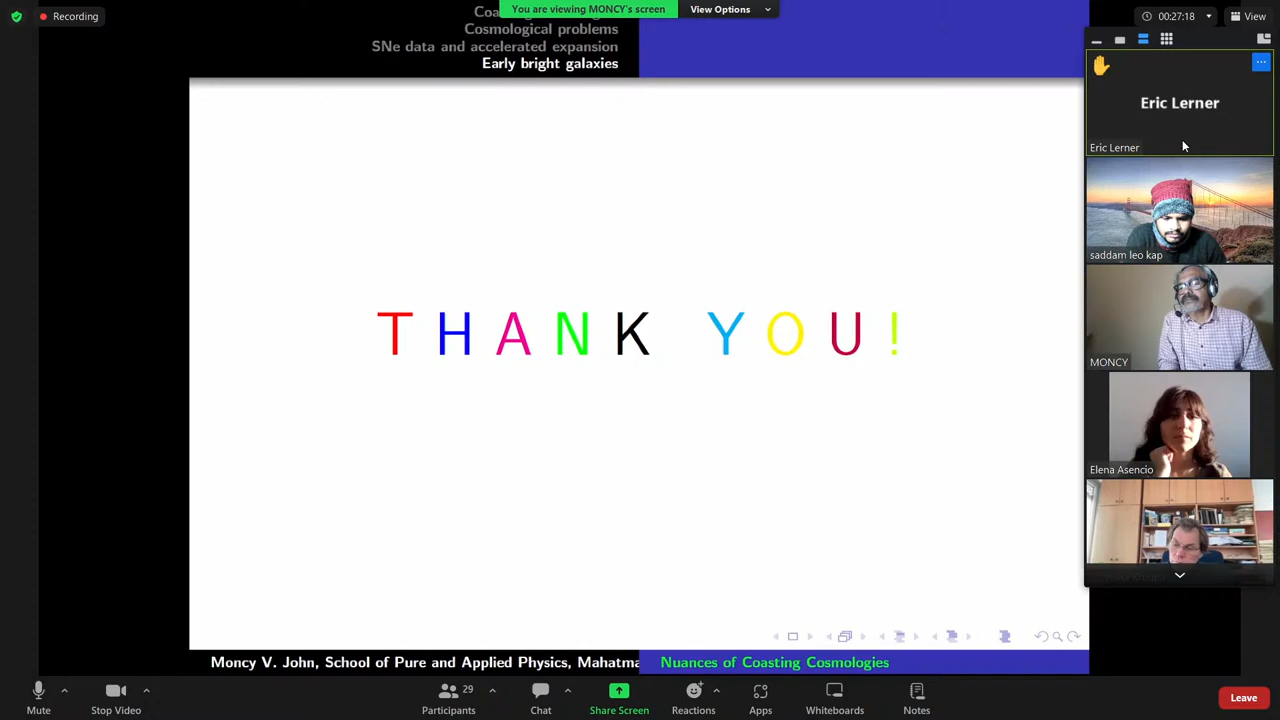 Recording
You are viewing MONCY's screen
View Options
00:27:18
View
Cosmological problems
SNe data and accelerated expansion
Early bright galaxies
Eric Lerner
Eric Lerner
saddam leo kap
MONCY
Elena Asencio
THANK YOU!
Moncy V. John, School of Pure and Applied Physics, Mahatma
Nuances of Coasting Cosmologies
Mute
Stop Video
29
Participants
Chat
Share Screen
Reactions
Apps
Whiteboards
Notes
Leave